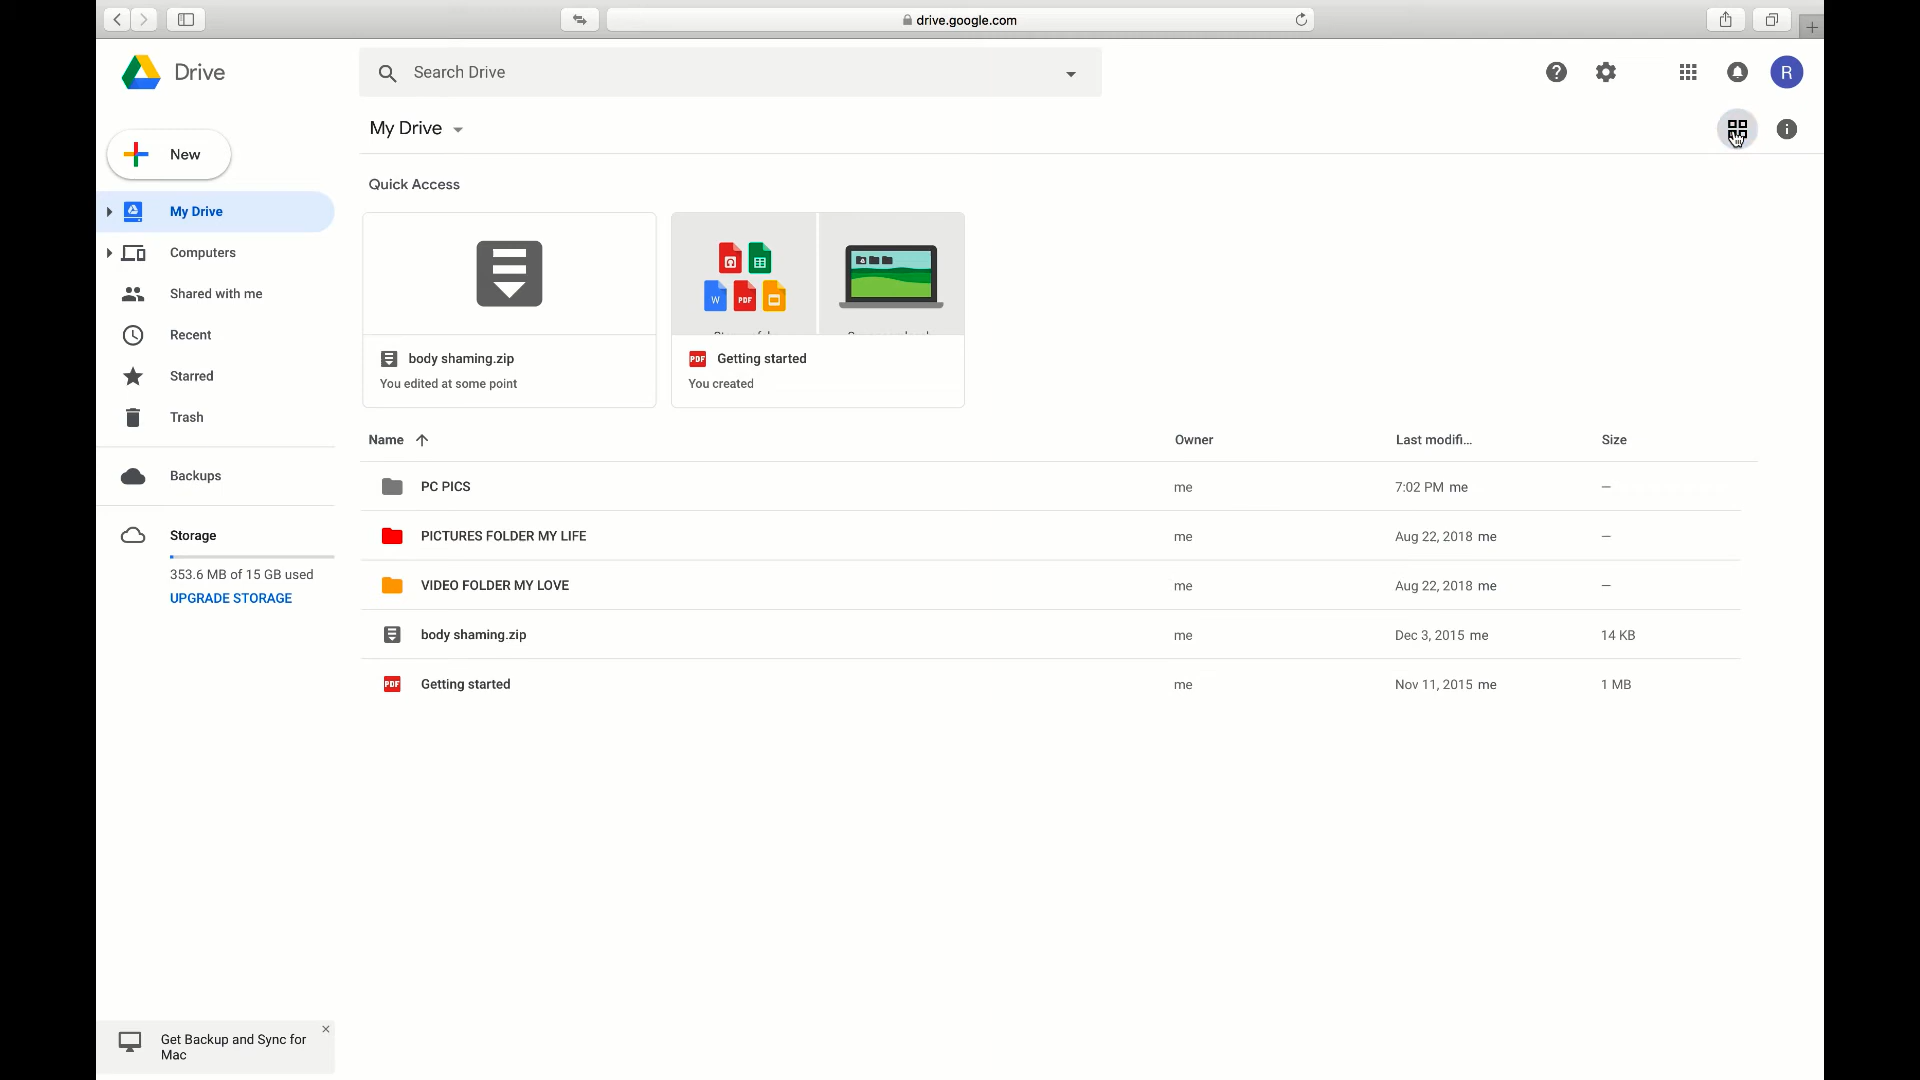 drive.google.com
Drive
Search Drive
R
My Drive
New
Quick Access
My Drive
Computers
Shared with me
Recent
Starred
Trash
Backups
Storage
353.6 MB of 15 GB used
UPGRADE STORAGE
W
PDF
body shaming.zip
You edited at some point
PDF
Getting started
You created
Name
Owner
Last modifi...
Size
PC PICS
me
7:02 PM me
—
PICTURES FOLDER MY LIFE
me
Aug 22, 2018 me
—
VIDEO FOLDER MY LOVE
me
Aug 22, 2018 me
—
body shaming.zip
me
Dec 3, 2015 me
14 KB
PDF
Getting started
me
Nov 11, 2015 me
1 MB
Get Backup and Sync for
Mac